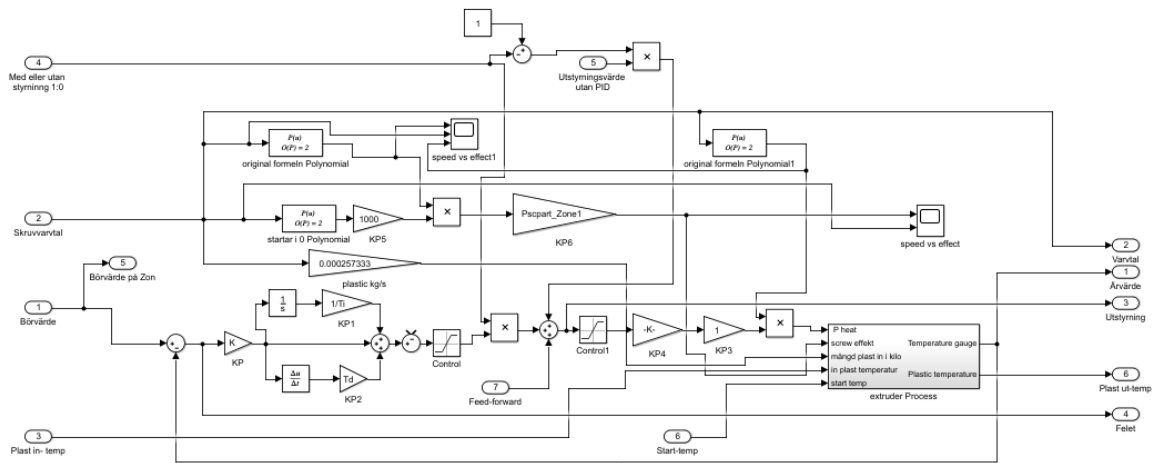 1
4
Med eller utan
styrninng 1:0
5
Utstyrningsvärde
utan PID
×
P(u)
O(P) = 2
original formeln Polynomial
speed vs effect1
P(u)
O(P) = 2
original formeln Polynomial1
2
Skruvvarvtal
P(u)
O(P) = 2
startar i 0 Polynomial
1000
KP5
×
Pscpart_Zone1
KP6
speed vs effect
2
Varvtal
5
Börvärde på Zon
0.000257333
plastic kg/s
1
Ärvärde
1
Börvärde
1
s
1/Ti
KP1
3
Utstyrning
K
KP
Control
×
Control1
-K-
KP4
1
KP3
×
P heat
screw effekt
mängd plast in i kilo
in plast temperatur
start temp
Temperature gauge
Plastic temperature
extruder Process
Δu
Δt
Td
KP2
7
Feed-forward
6
Plast ut-temp
4
Felet
3
Plast in- temp
6
Start-temp